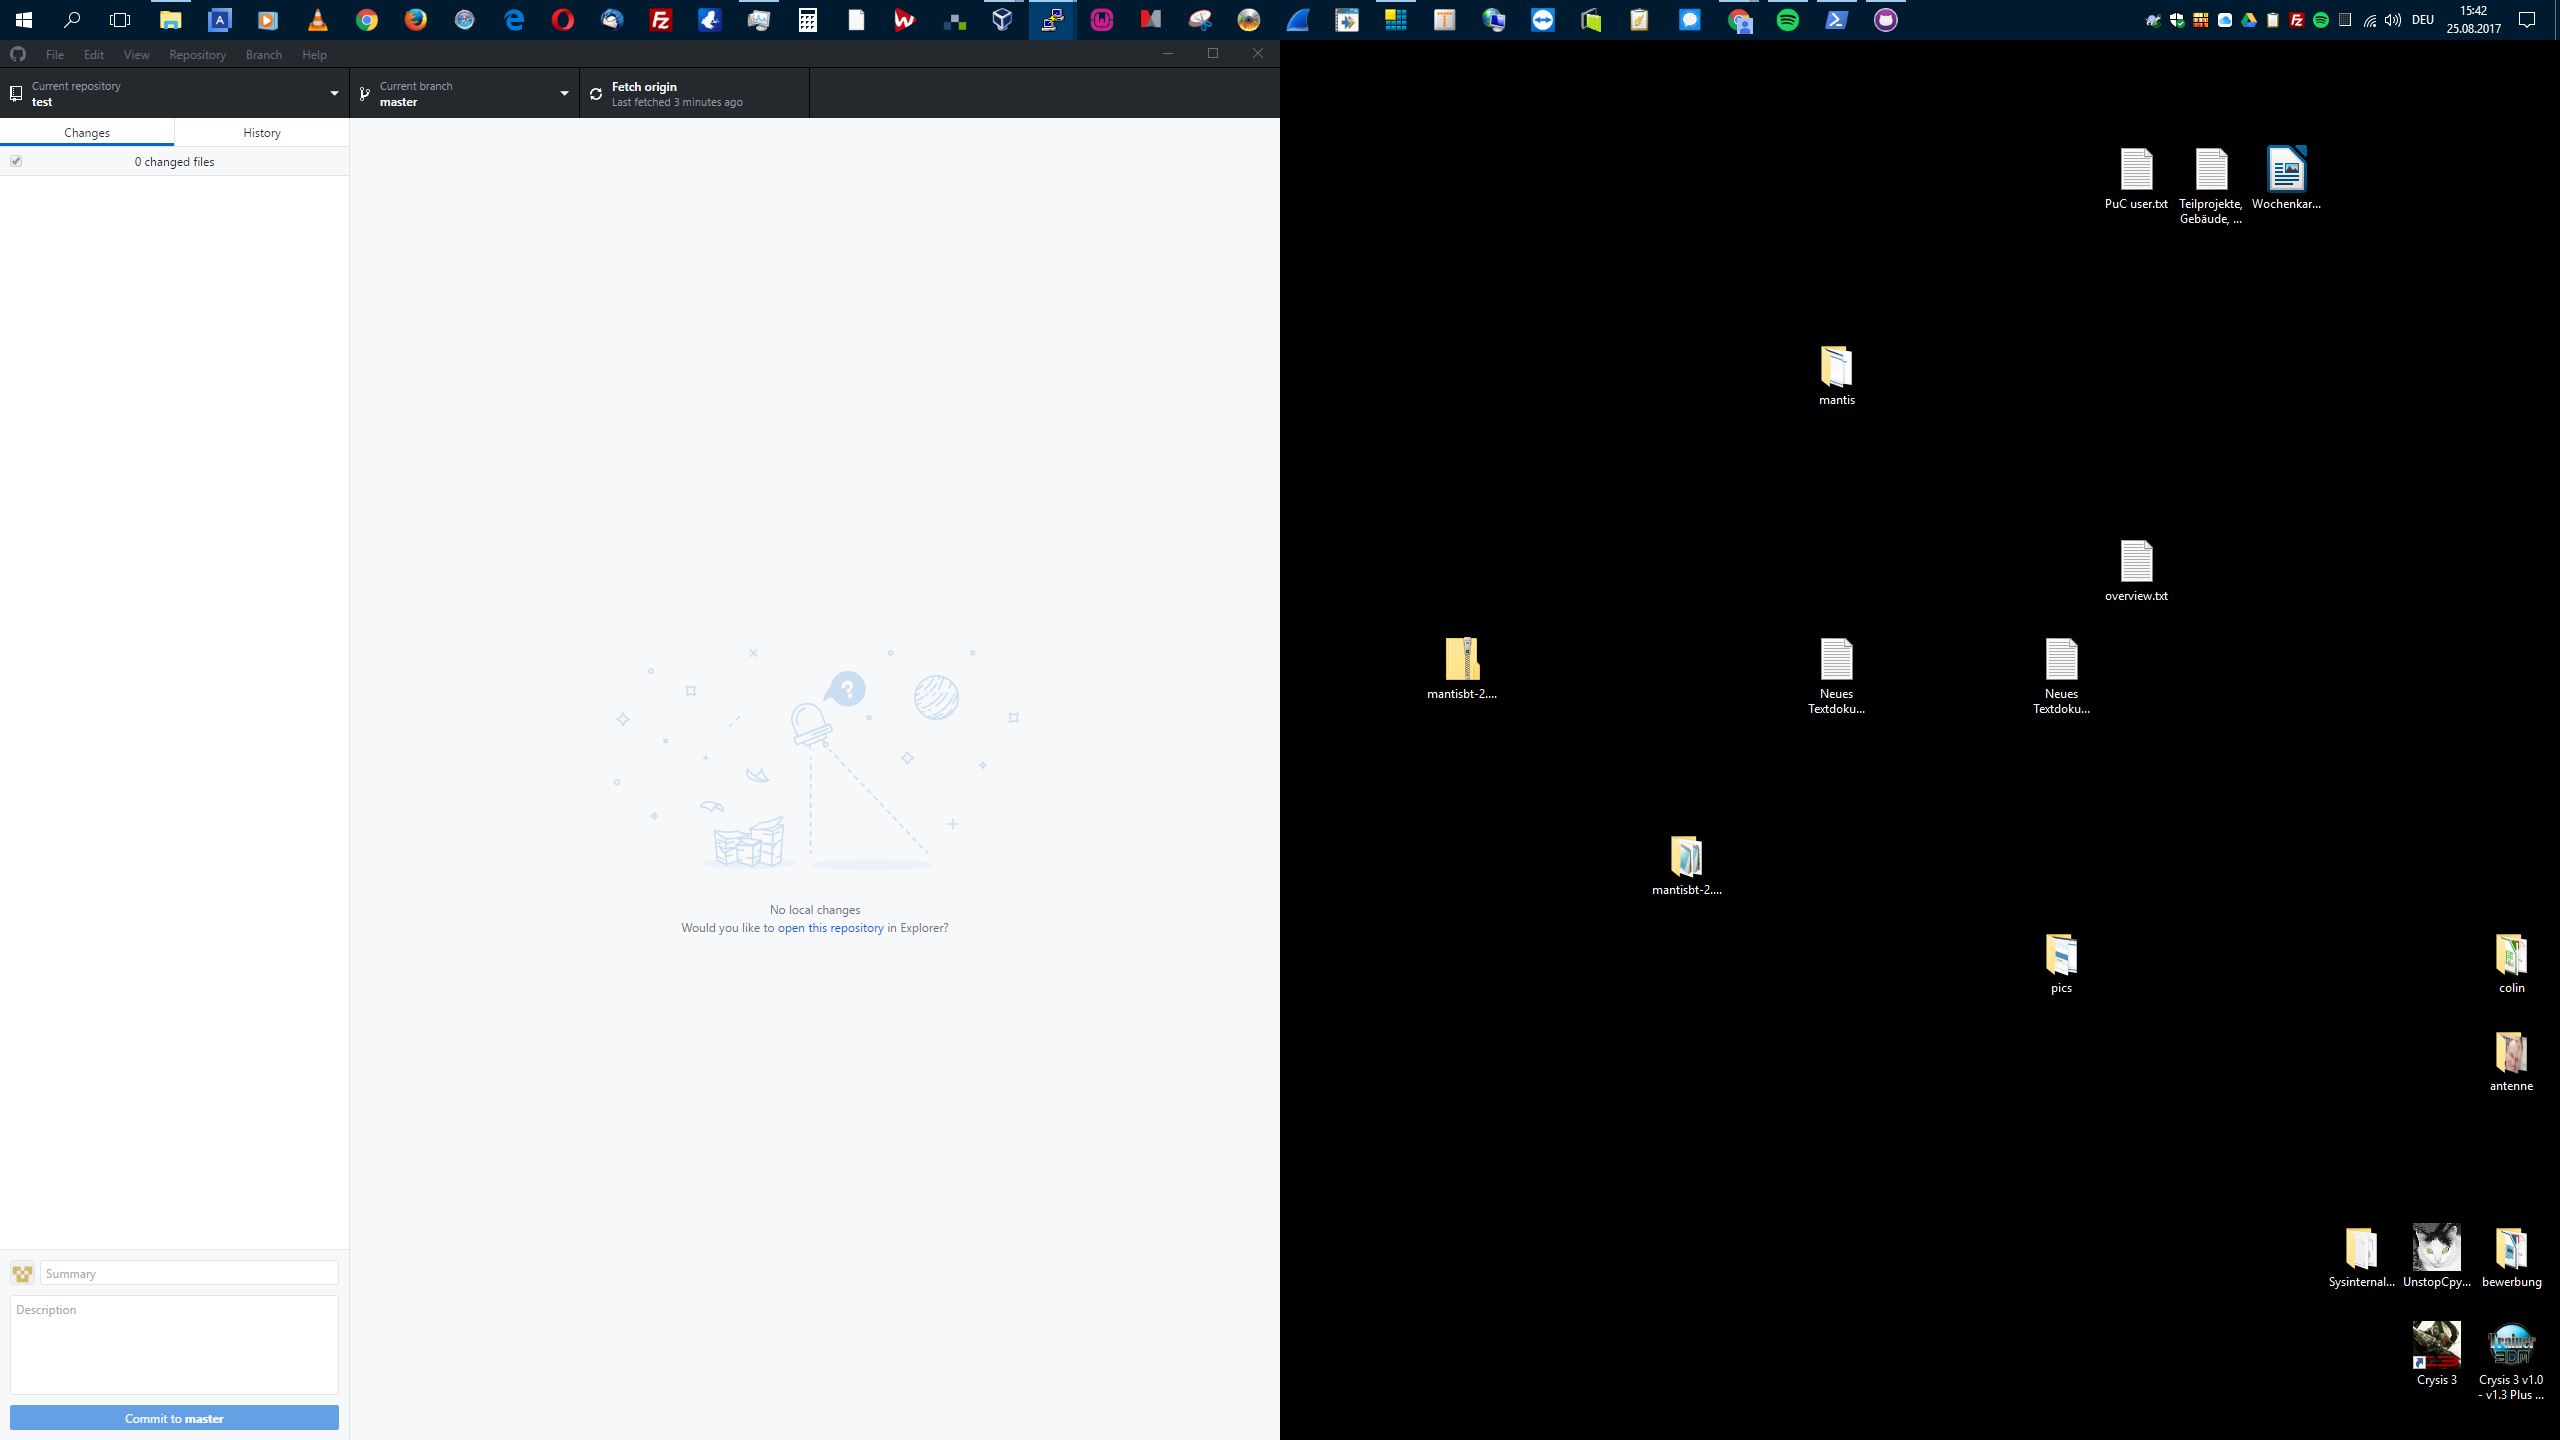 DEU
15:42
25.08.2017
File Edit View Repository Branch Help
Current repository
test
Current branch
master
Fetch origin
Last fetched 3 minutes ago
Changes
History
0 changed files
No local changes
Would you like to open this repository in Explorer?
Summary
Description
Commit to master
PuC user.txt
Teilprojekte,
Gebäude, ...
Wochenkar...
mantis
overview.txt
mantisbt-2....
Neues
Textdoku...
Neues
Textdoku...
mantisbt-2....
pics
colin
antenne
Sysinternal...
UnstopCpy...
bewerbung
Crysis 3
Crysis 3 v1.0
- v1.3 Plus ...